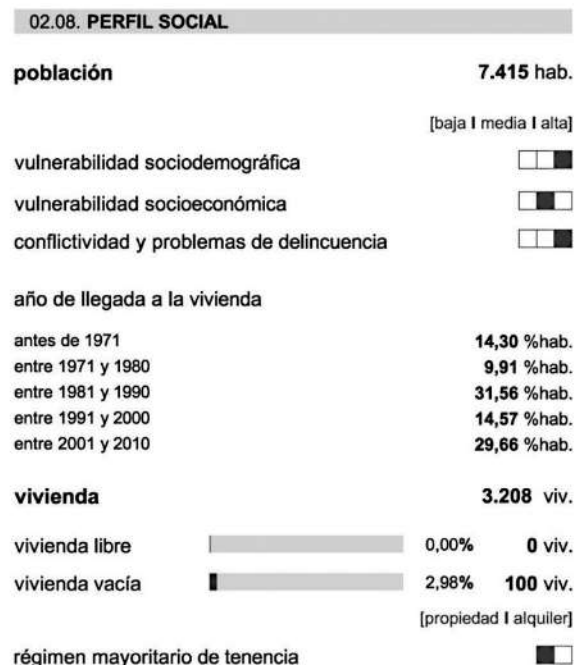 02.08. PERFIL SOCIAL
población 7.415 hab.
[baja I media I alta]
vulnerabilidad sociodemográfica
vulnerabilidad socioeconómica
conflictividad y problemas de delincuencia
año de llegada a la vivienda
antes de 1971 14,30 %hab.
entre 1971 y 1980 9,91 %hab.
entre 1981 y 1990 31,56 %hab.
entre 1991 y 2000 14,57 %hab.
entre 2001 y 2010 29,66 %hab.
vivienda 3.208 viv.
vivienda libre 0,00% 0 viv.
vivienda vacía 2,98% 100 viv.
[propiedad I alquiler]
régimen mayoritario de tenencia